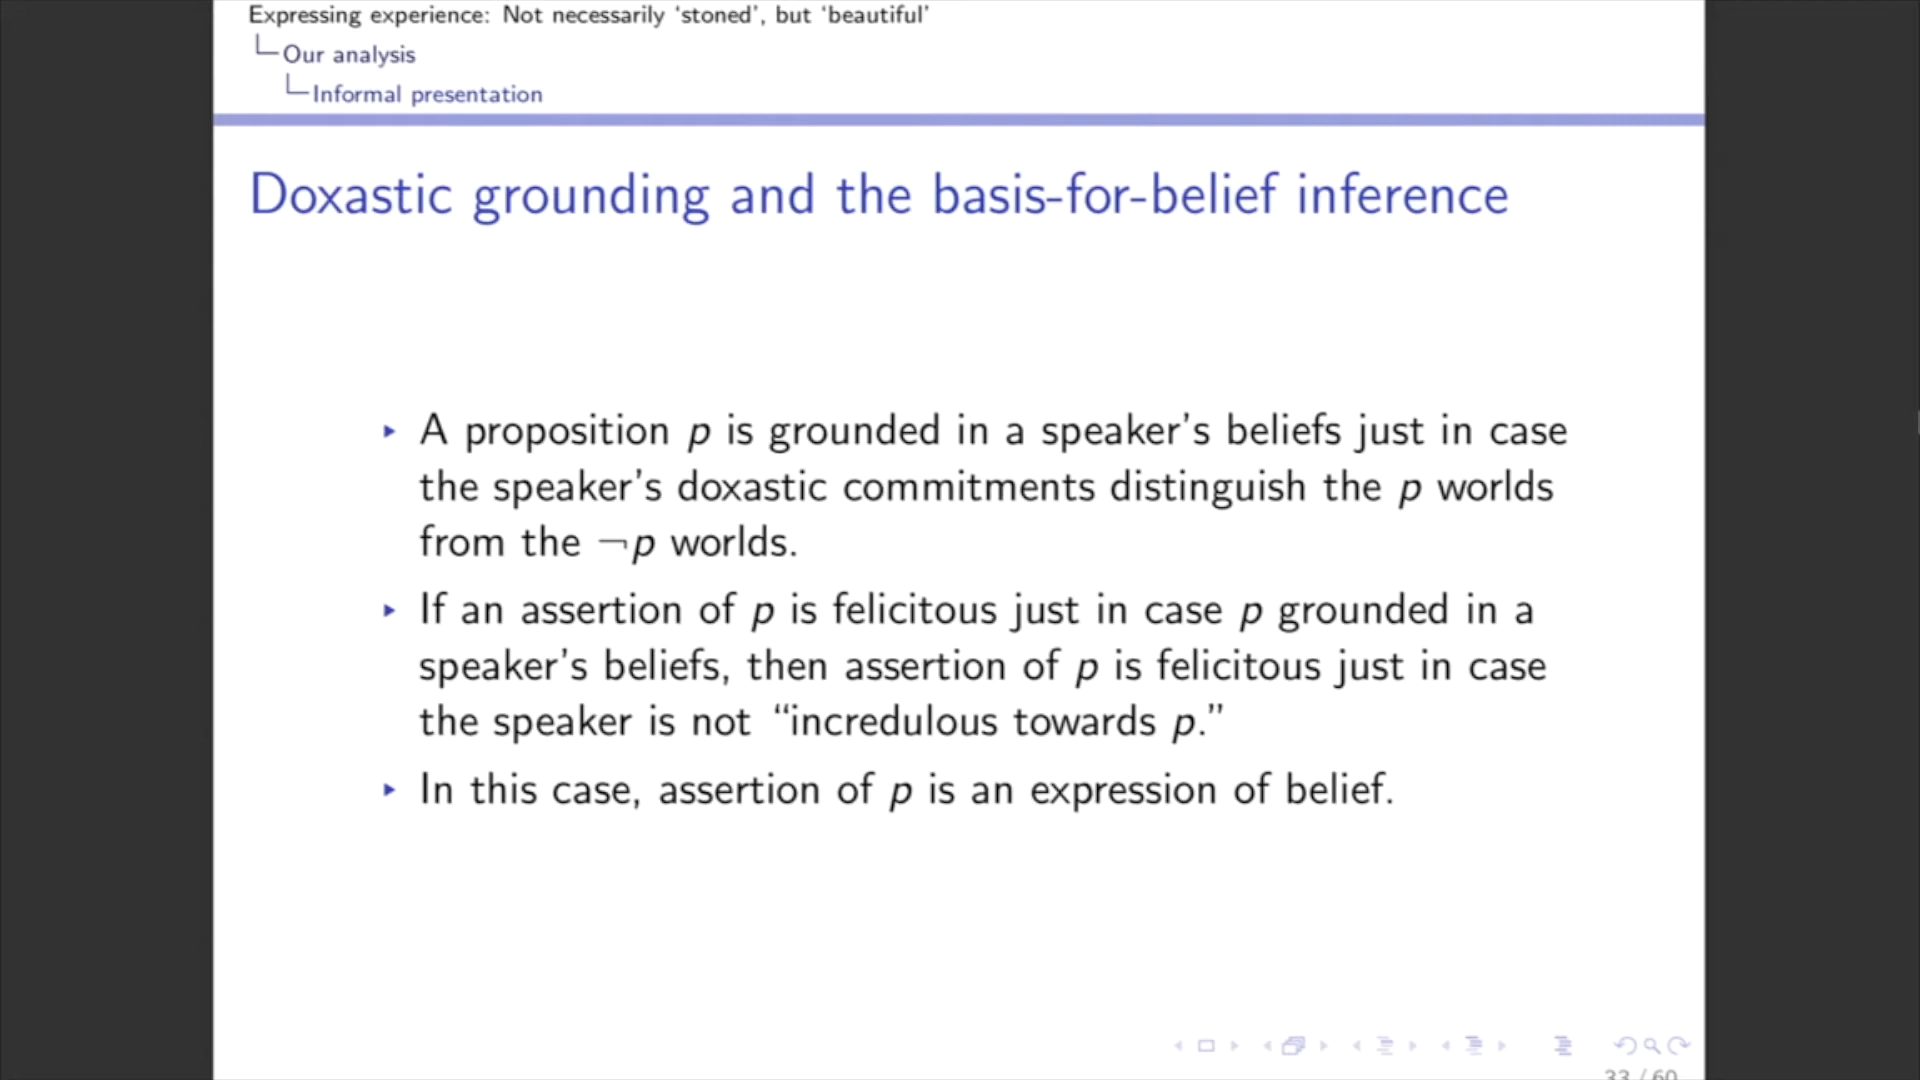 Expressing experience: Not necessarily ‘stoned’, but ‘beautiful’
Our analysis
Informal presentation
Doxastic grounding and the basis-for-belief inference
A proposition p is grounded in a speaker’s beliefs just in case
the speaker’s doxastic commitments distinguish the p worlds
from the ¬p worlds.
If an assertion of p is felicitous just in case p grounded in a
speaker’s beliefs, then assertion of p is felicitous just in case
the speaker is not “incredulous towards p.”
In this case, assertion of p is an expression of belief.
33 / 60